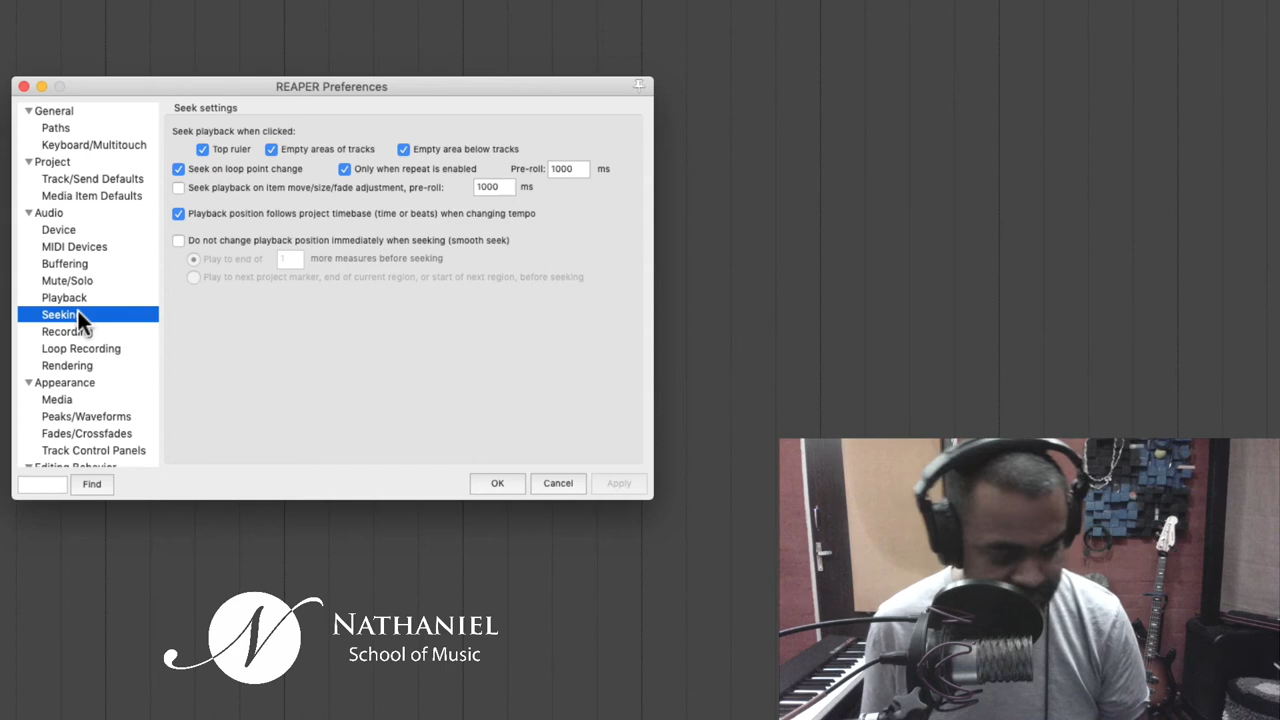 REAPER Preferences
General
Paths
Keyboard/Multitouch
Project
Track/Send Defaults
Media Item Defaults
Audio
Device
MIDI Devices
Buffering
Mute/Solo
Playback
Seeking
Recording
Loop Recording
Rendering
Appearance
Media
Peaks/Waveforms
Fades/Crossfades
Track Control Panels
Editing Behavior
Find
Seek settings
Seek playback when clicked:
Top ruler Empty areas of tracks Empty area below tracks
Seek on loop point change Only when repeat is enabled Pre-roll: 1000 ms
Seek playback on item move/size/fade adjustment, pre-roll: 1000 ms
Playback position follows project timebase (time or beats) when changing tempo
Do not change playback position immediately when seeking (smooth seek)
Play to end of 1 more measures before seeking
Play to next project marker, end of current region, or start of next region, before seeking
OK Cancel Apply
N NATHANIEL
School of Music